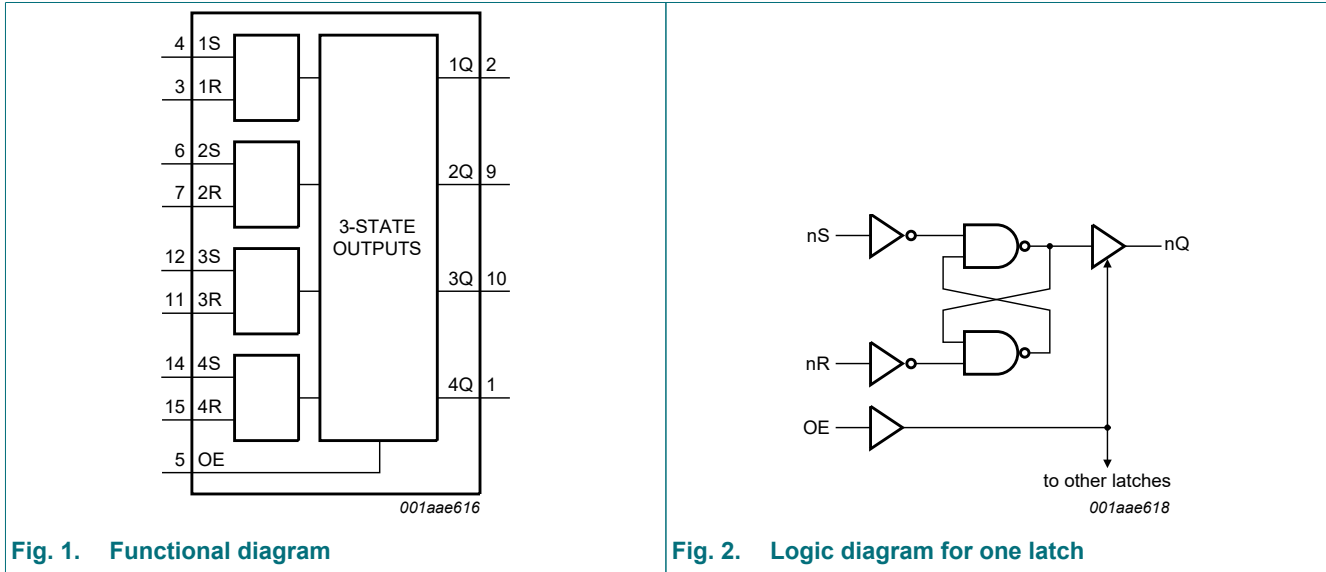 4 1S
3 1R
6 2S
7 2R
12 3S
11 3R
14 4S
15 4R
5 OE
3-STATE
OUTPUTS
1Q 2
2Q 9
3Q 10
4Q 1
001aae616
Fig. 1. Functional diagram
nS
nR
OE
nQ
to other latches
001aae618
Fig. 2. Logic diagram for one latch